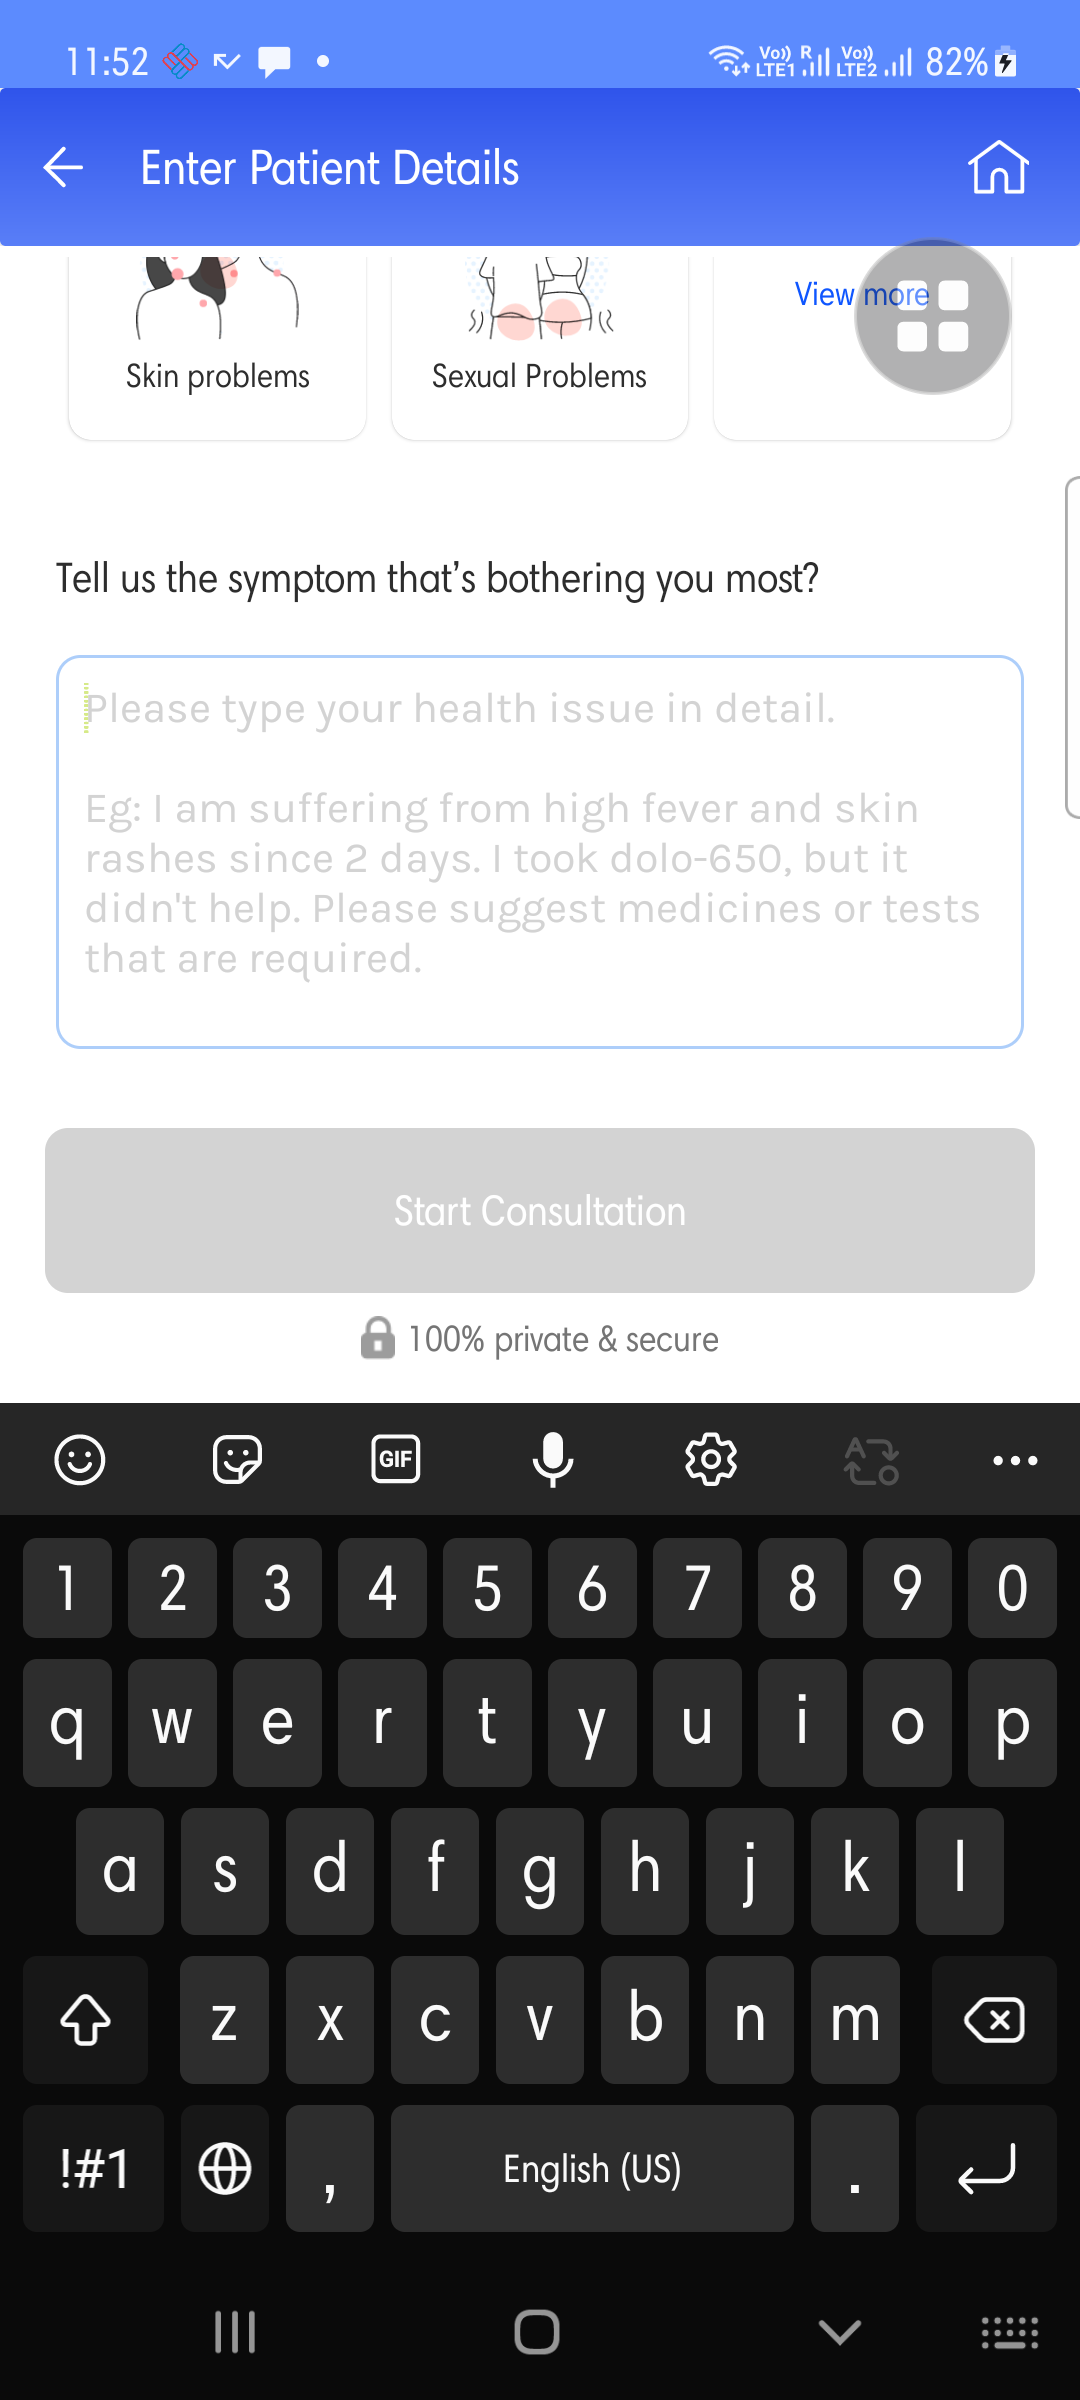 11:52
Vo)) R Vo))
LTE1 LTE2 82%
Enter Patient Details
View more
Skin problems
Sexual Problems
Tell us the symptom that's bothering you most?
Please type your health issue in detail.
Eg: I am suffering from high fever and skin
rashes since 2 days. I took dolo-650, but it
didn't help. Please suggest medicines or tests
that are required.
Start Consultation
100% private & secure
GIF
1 2 3 4 5 6 7 8 9 0
q w e r t y u i o p
a s d f g h j k l
z x c v b n m
!#1 , English (US) .